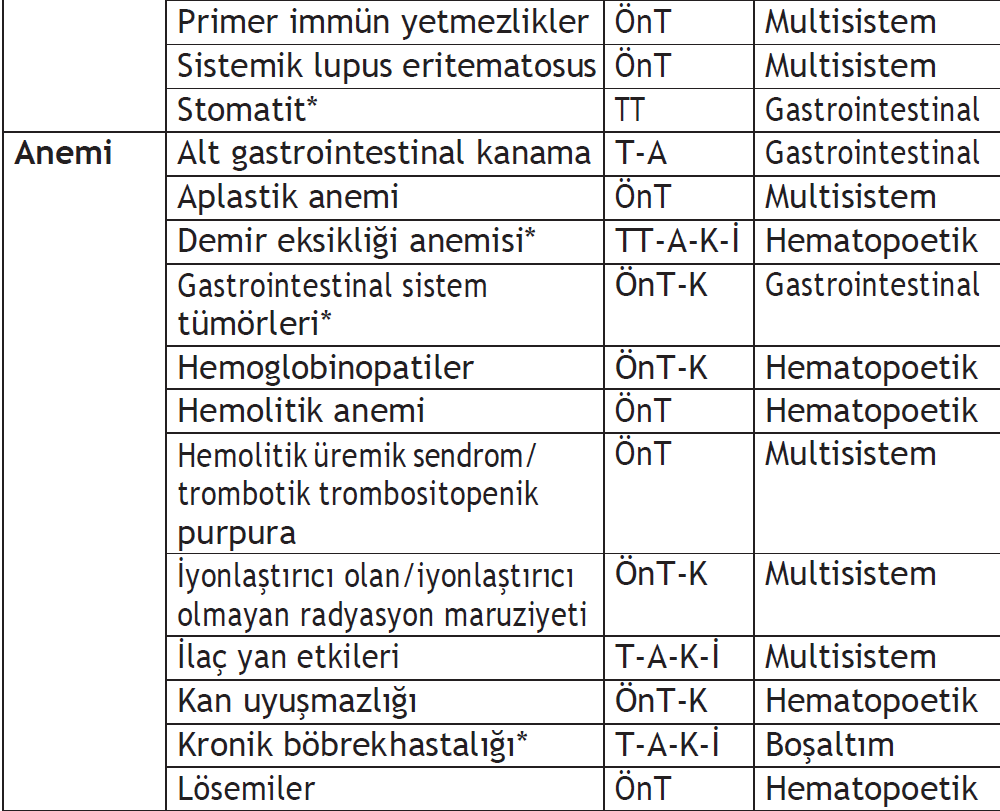 Primer immün yetmezlikler ÖnT Multisistem
Sistemik lupus eritematosus ÖnT Multisistem
Stomatit* TT Gastrointestinal
Anemi Alt gastrointestinal kanama T-A Gastrointestinal
Aplastik anemi ÖnT Multisistem
Demir eksikliği anemisi* TT-A-K-İ Hematopoetik
Gastrointestinal sistem ÖnT-K Gastrointestinal
tümörleri*
Hemoglobinopatiler ÖnT-K Hematopoetik
Hemolitik anemi ÖnT Hematopoetik
Hemolitik üremik sendrom/ ÖnT Multisistem
trombotik trombositopenik
purpura
İyonlaştırıcı olan/iyonlaştırıcı ÖnT-K Multisistem
olmayan radyasyon maruziyeti
İlaç yan etkileri T-A-K-İ Multisistem
Kan uyuşmazlığı ÖnT-K Hematopoetik
Kronik böbrek hastalığı* T-A-K-İ Boşaltım
Lösemiler ÖnT Hematopoetik